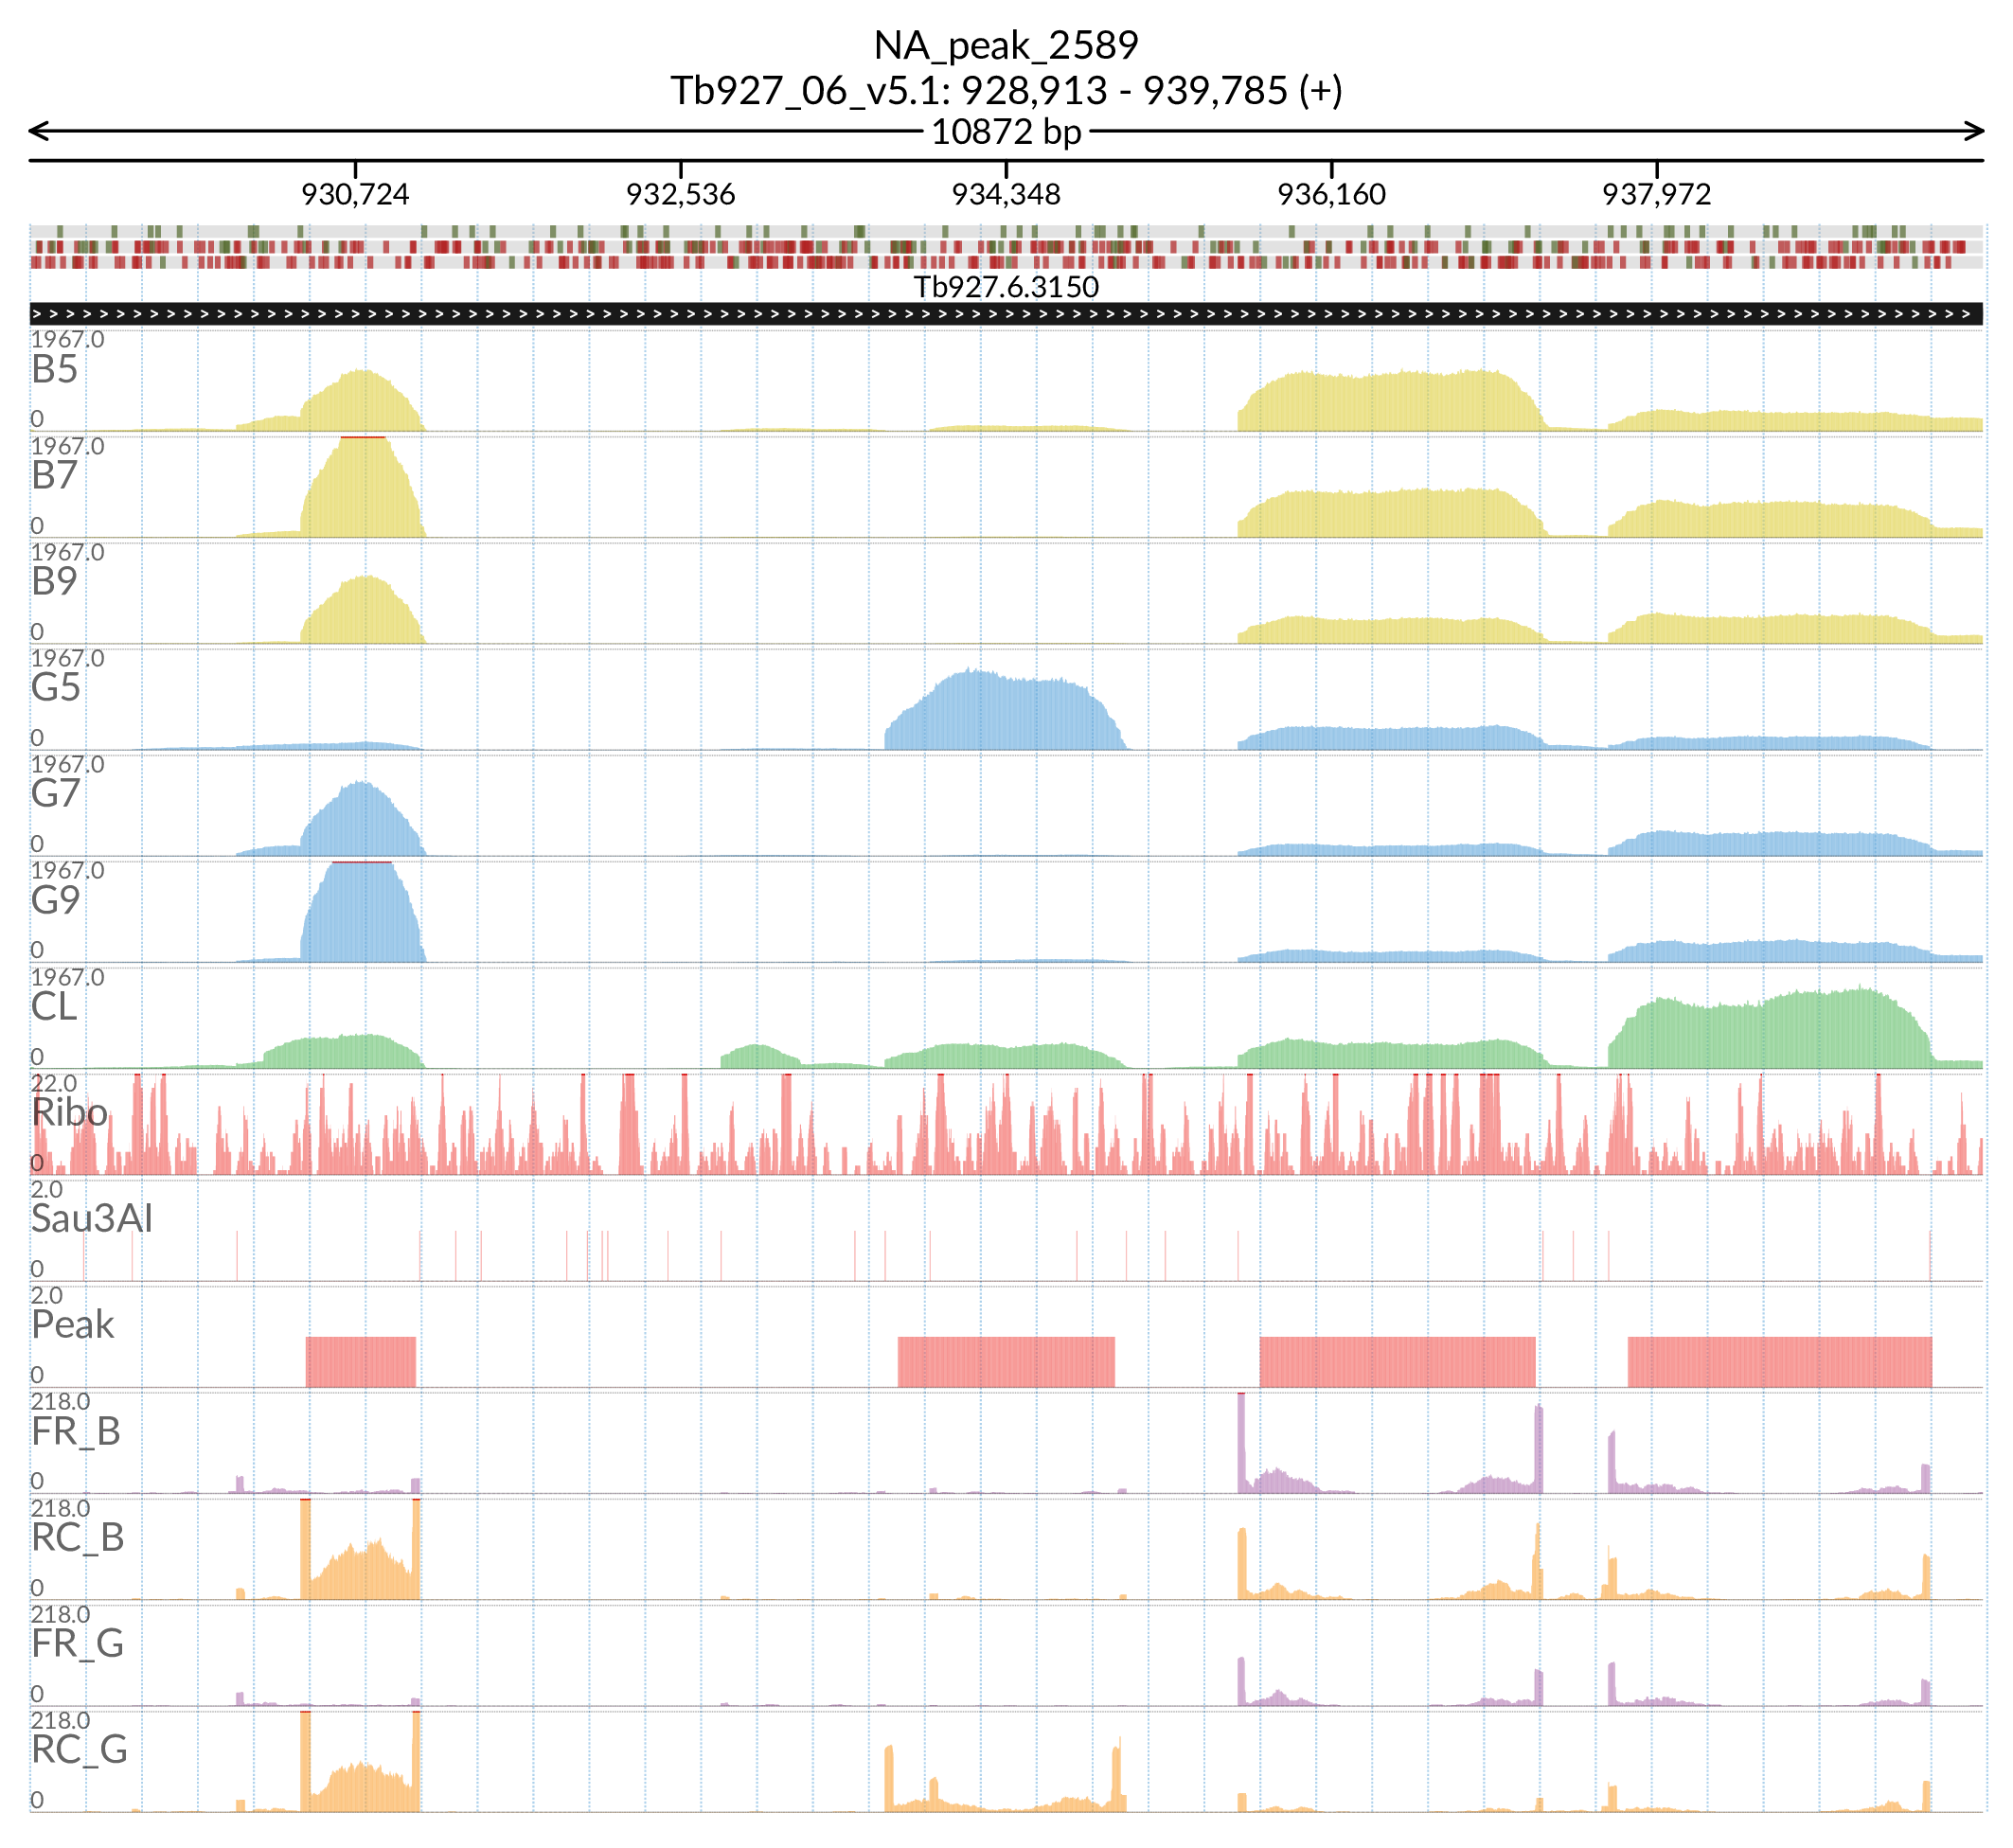 NA_peak_2589
Tb927_06_v5.1: 928,913 - 939,785 (+)
10872 bp
930,724 932,536 934,348 936,160 937,972
Tb927.6.3150
1967.0
B5
0
1967.0
B7
0
1967.0
B9
0
1967.0
G5
0
1967.0
G7
0
1967.0
G9
0
1967.0
CL
0
22.0
Ribo
0
2.0
Sau3AI
0
2.0
Peak
0
218.0
FR_B
0
218.0
RC_B
0
218.0
FR_G
0
218.0
RC_G
0